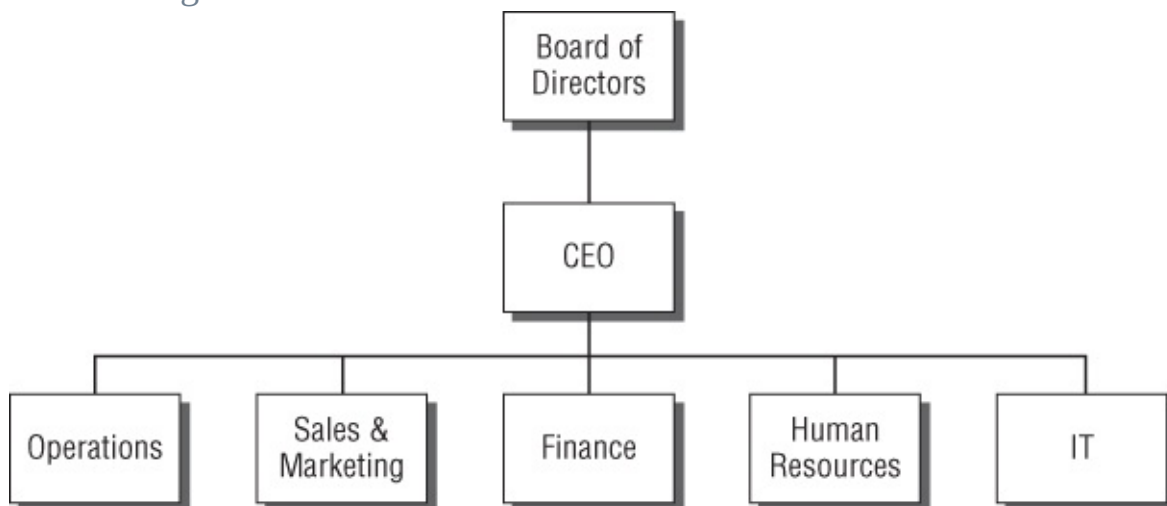 Board of
Directors
CEO
Operations
Sales &
Marketing
Finance
Human
Resources
IT